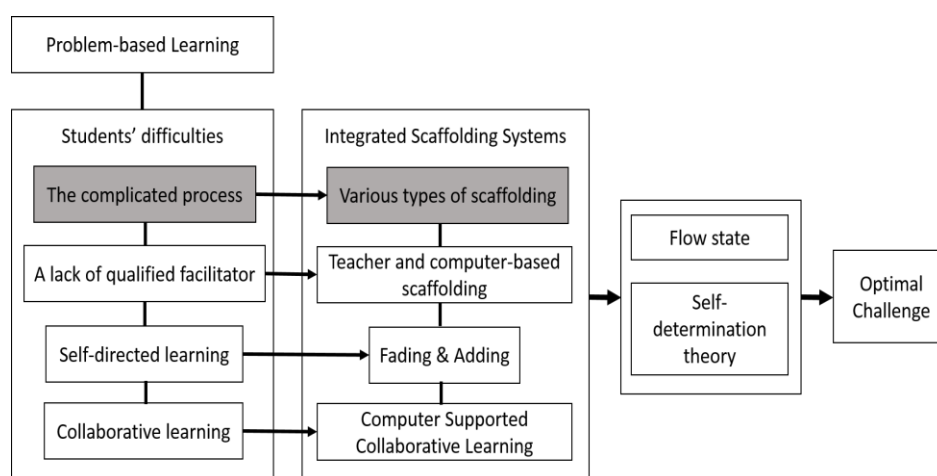 Problem-based Learning
Students’ difficulties
The complicated process
A lack of qualified facilitator
Self-directed learning
Collaborative learning
Integrated Scaffolding Systems
Various types of scaffolding
Teacher and computer-based
scaffolding
Fading & Adding
Computer Supported
Collaborative Learning
Flow state
Self-
determination
theory
Optimal
Challenge